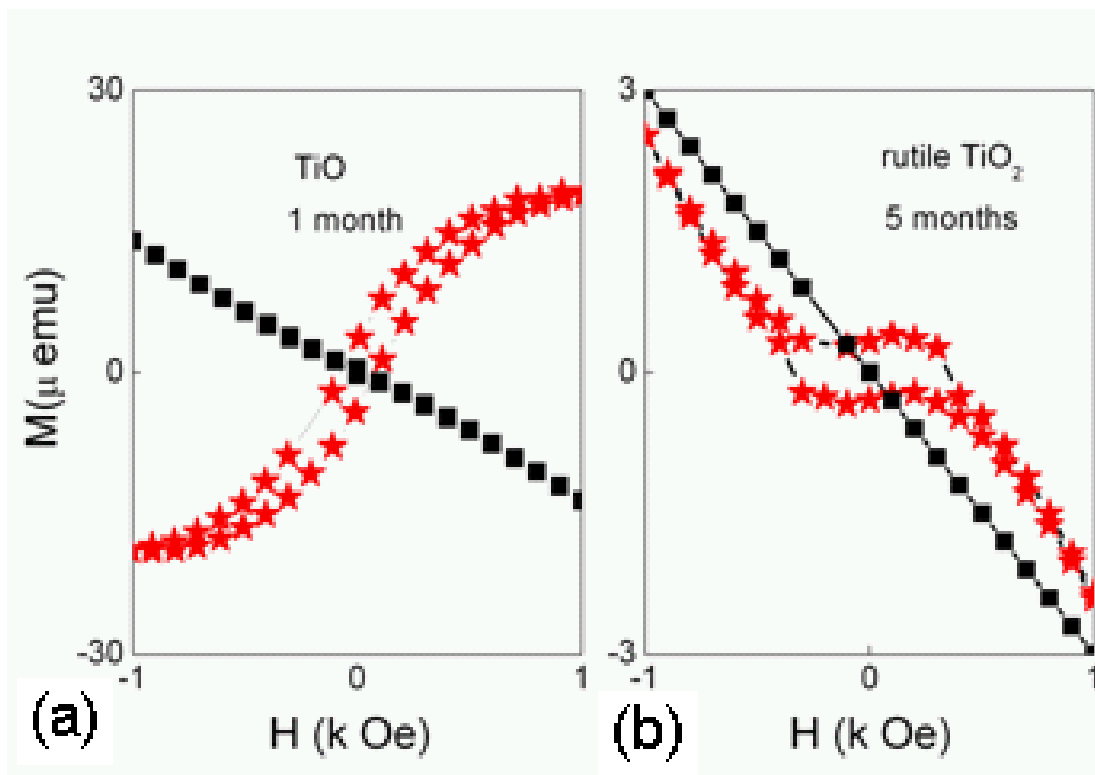 30
TiO
1 month
M(μ emu)
0
-30
-1
0
1
H (k Oe)
(a)
3
rutile TiO₂
5 months
0
-3
-1
0
1
H (k Oe)
(b)